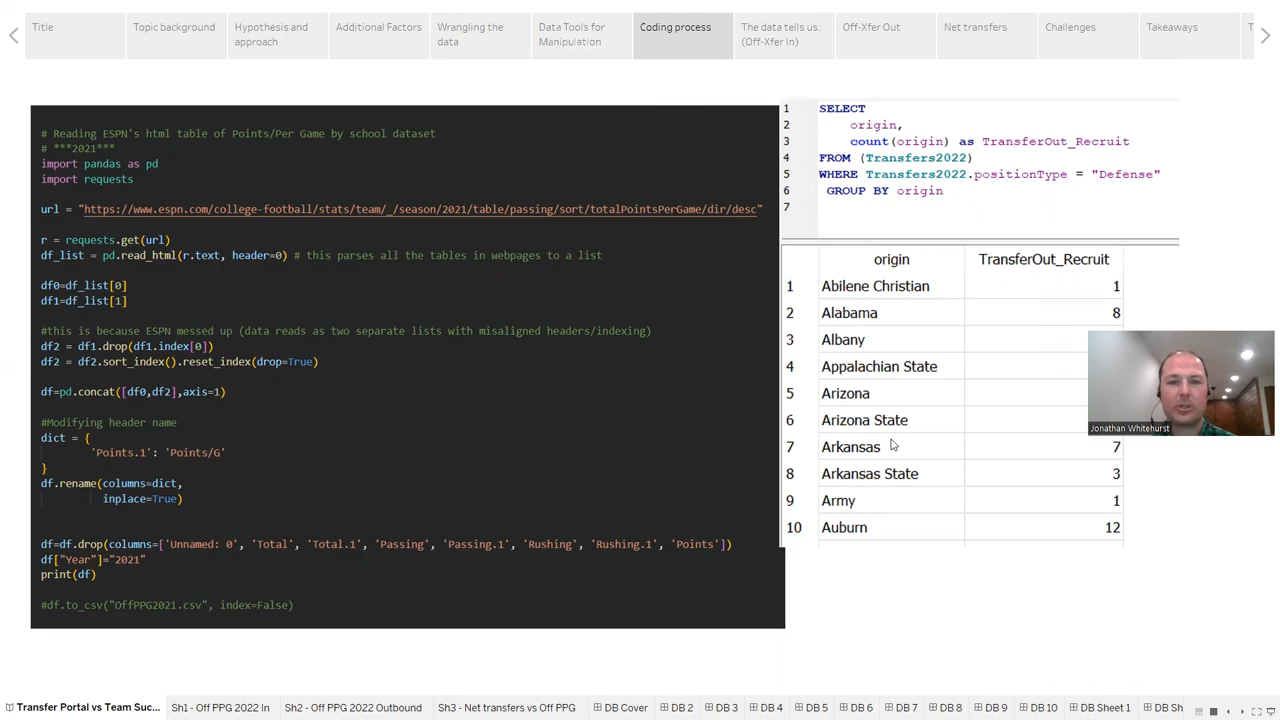 Title
Topic background
Hypothesis and approach
Additional Factors
Wrangling the data
Data Tools for Manipulation
Coding process
The data tells us: (Off-Xfer In)
Off-Xfer Out
Net transfers
Challenges
Takeaways
T
# Reading ESPN's html table of Points/Per Game by school dataset
# ***2021***
import pandas as pd
import requests
url = "https://www.espn.com/college-football/stats/team/_/season/2021/table/passing/sort/totalPointsPerGame/dir/desc"
r = requests.get(url)
df_list = pd.read_html(r.text, header=0) # this parses all the tables in webpages to a list
df0=df_list[0]
df1=df_list[1]
#this is because ESPN messed up (data reads as two separate lists with misaligned headers/indexing)
df2 = df1.drop(df1.index[0])
df2 = df2.sort_index().reset_index(drop=True)
df=pd.concat([df0,df2],axis=1)
#Modifying header name
dict = {
'Points.1': 'Points/G'
}
df.rename(columns=dict,
inplace=True)
df=df.drop(columns=['Unnamed: 0', 'Total', 'Total.1', 'Passing', 'Passing.1', 'Rushing', 'Rushing.1', 'Points'])
df["Year"]="2021"
print(df)
#df.to_csv("OffPPG2021.csv", index=False)
1 SELECT
2 origin,
3 count(origin) as TransferOut_Recruit
4 FROM (Transfers2022)
5 WHERE Transfers2022.positionType = "Defense"
6 GROUP BY origin
7
origin TransferOut_Recruit
1 Abilene Christian 1
2 Alabama 8
3 Albany
4 Appalachian State
5 Arizona
6 Arizona State
7 Arkansas 7
8 Arkansas State 3
9 Army 1
10 Auburn 12
Jonathan Whitehurst
Transfer Portal vs Team Suc... Sh1 - Off PPG 2022 In Sh2 - Off PPG 2022 Outbound Sh3 - Net transfers vs Off PPG DB Cover DB 2 DB 3 DB 4 DB 5 DB 6 DB 7 DB 8 DB 9 DB 10 DB Sheet 1 DB Sh